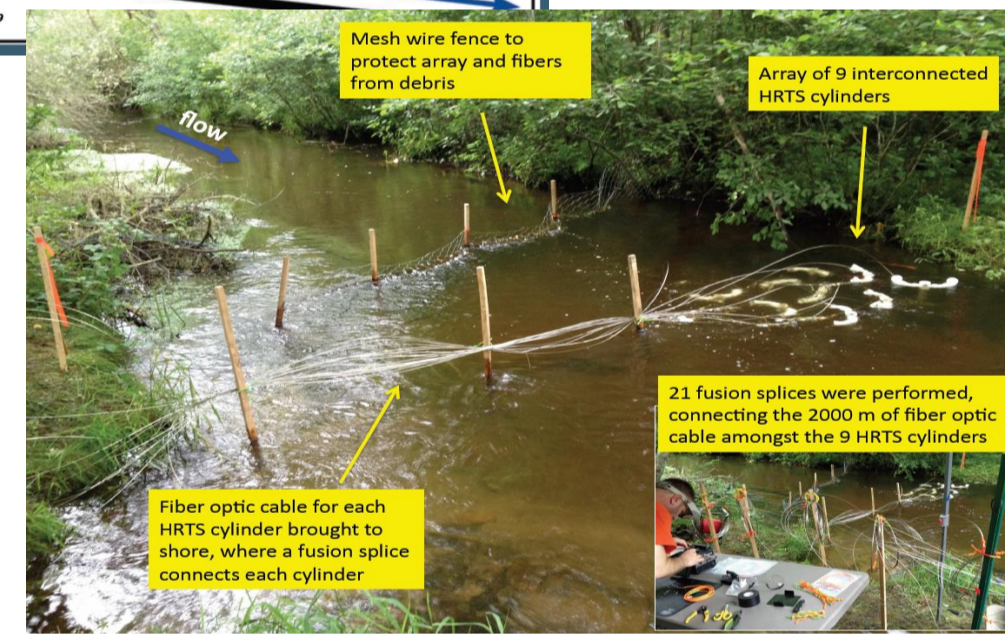 Mesh wire fence to
protect array and fibers
from debris
Array of 9 interconnected
HRTS cylinders
flow
21 fusion splices were performed,
connecting the 2000 m of fiber optic
cable amongst the 9 HRTS cylinders
Fiber optic cable for each
HRTS cylinder brought to
shore, where a fusion splice
connects each cylinder